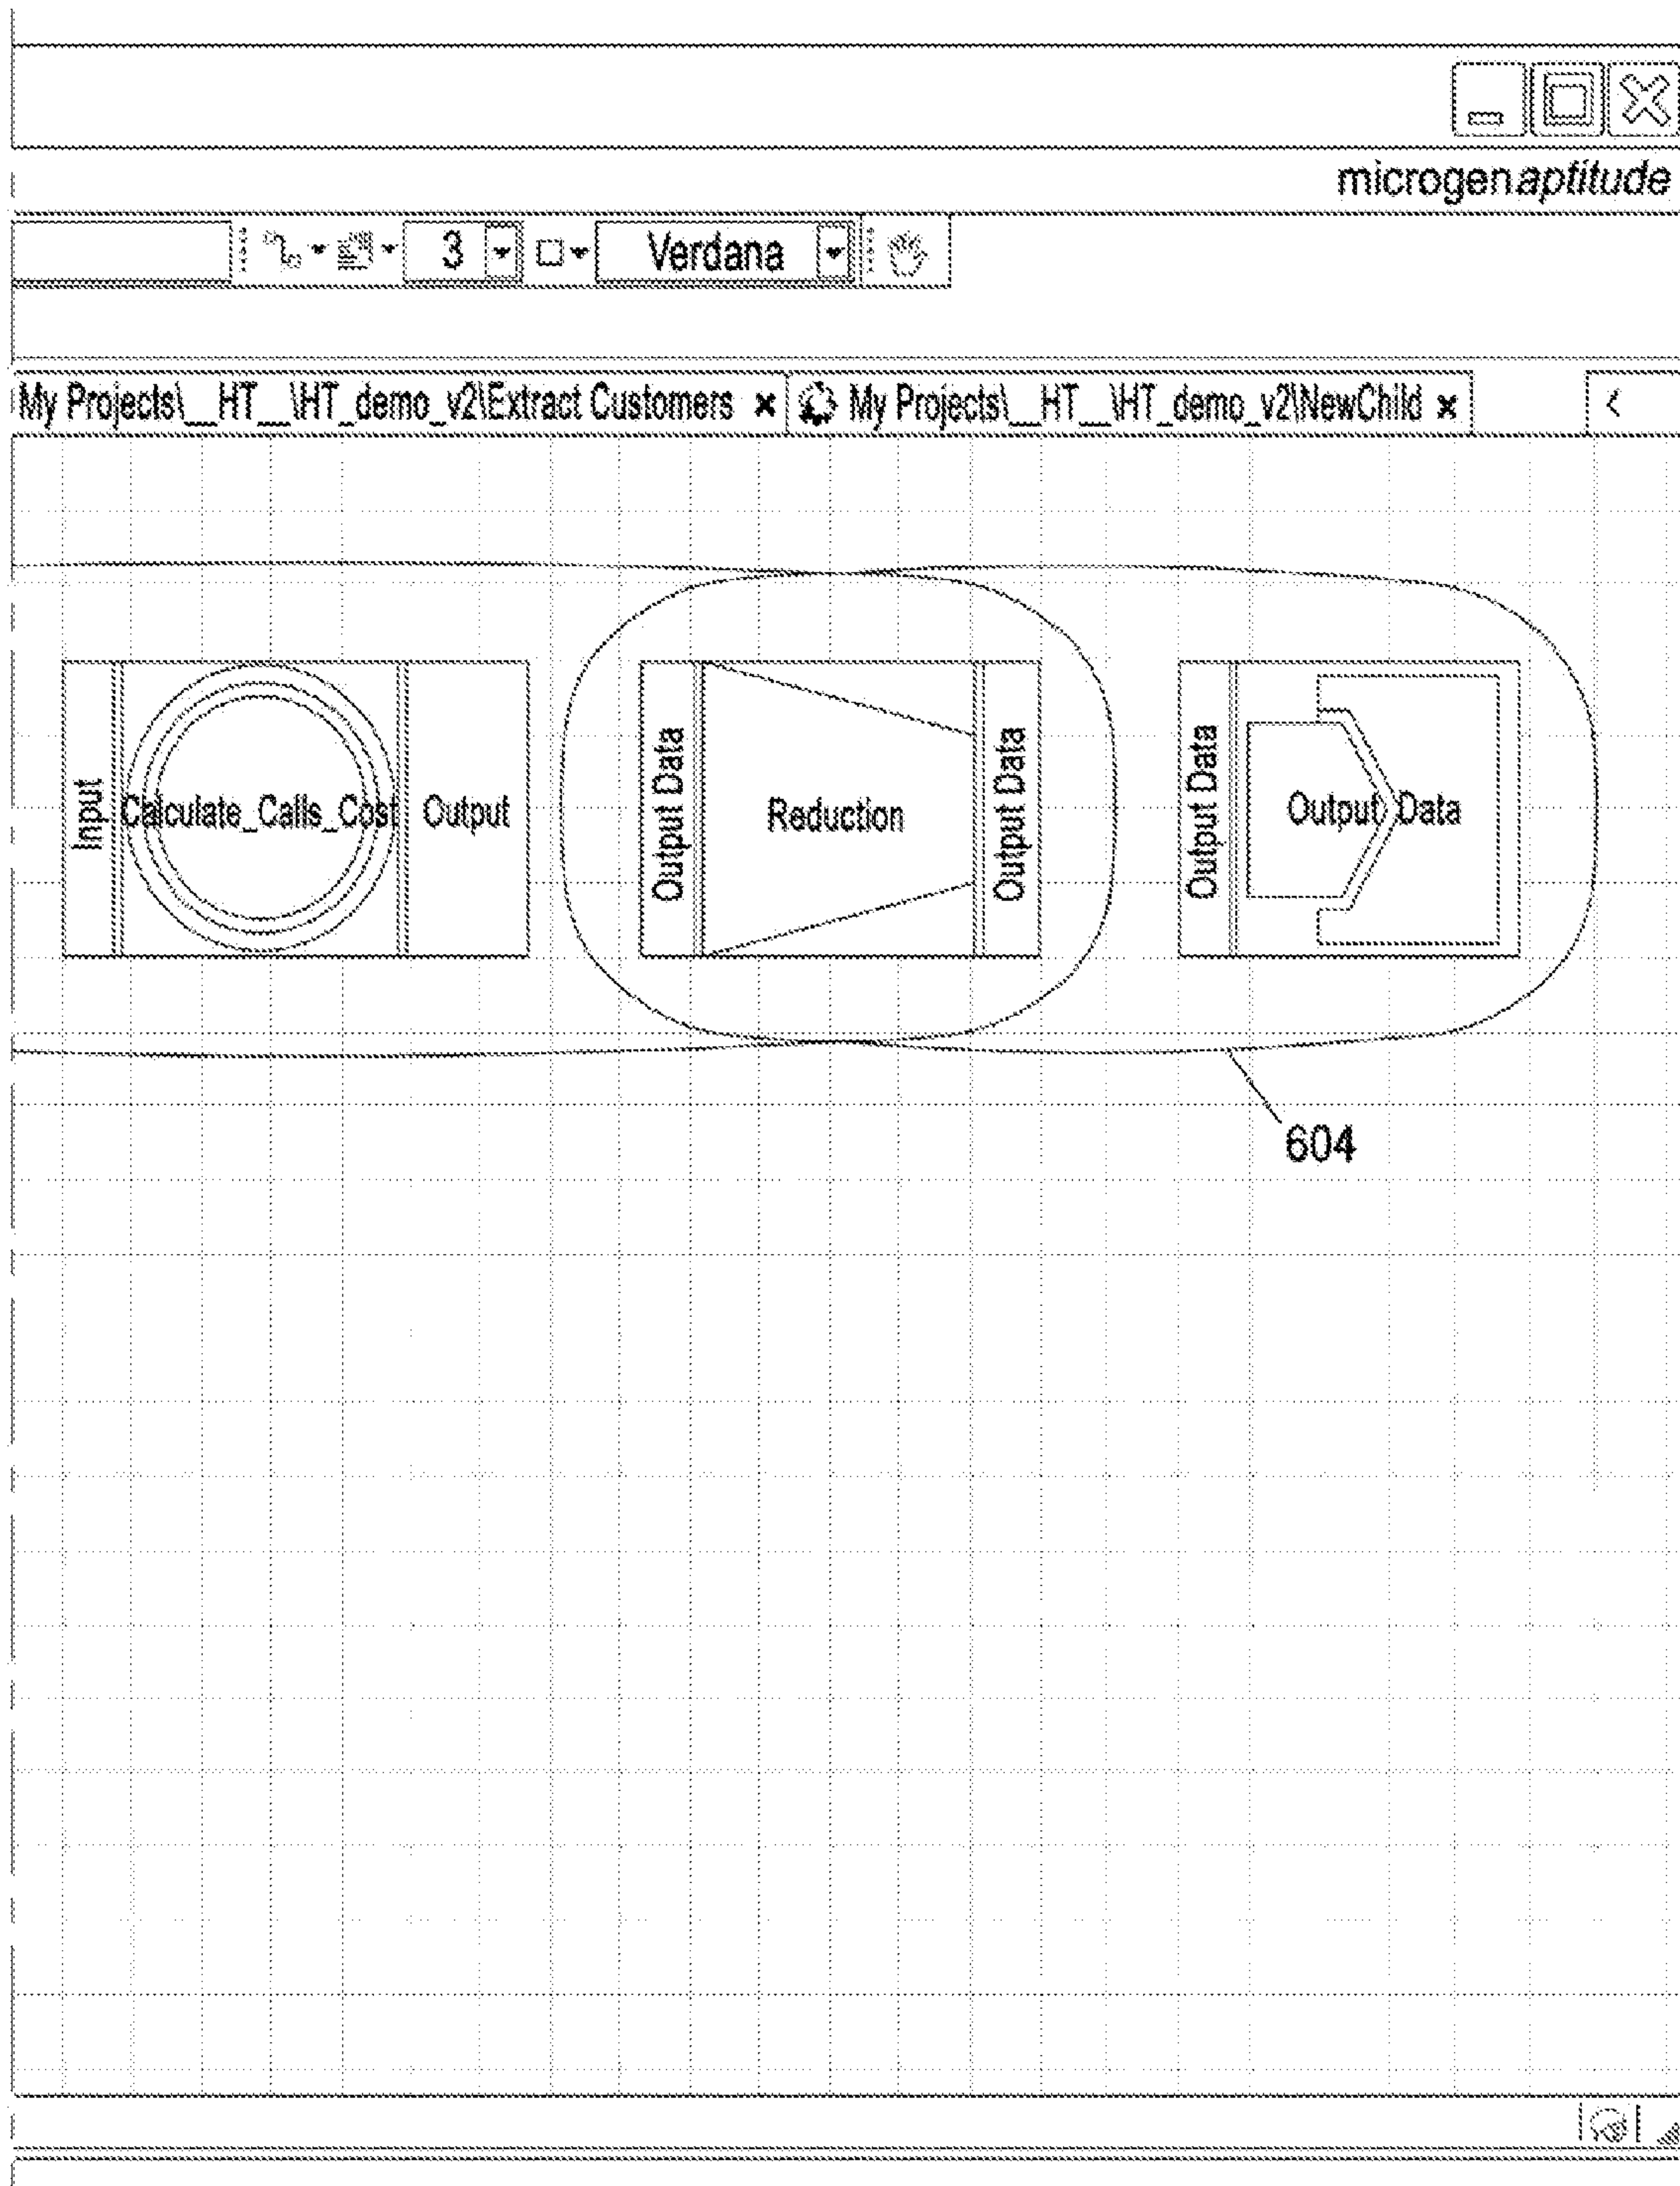 microgenaptitude
3 Verdana
My Projects\__HT__\HT_demo_v2\Extract Customers x My Projects\__HT__\HT_demo_v2\NewChild x <
Input Calculate_Calls_Cost Output
Output Data Reduction Output Data
Output Data Output Data
604